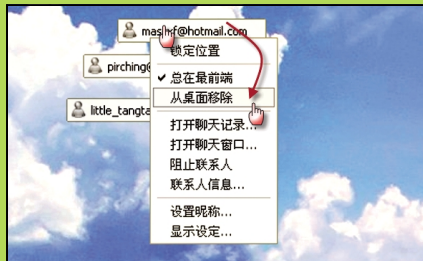 mashrf@hotmail.com
锁定位置
pirching@
总在最前端
从桌面移除
little_tangta
打开聊天记录...
打开聊天窗口...
阻止联系人
联系人信息...
设置昵称...
显示设定...